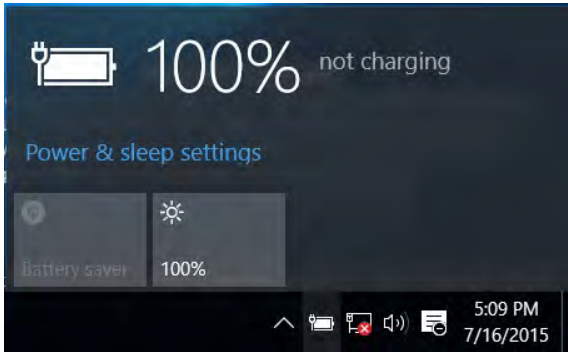 100% not charging
Power & sleep settings
Battery saver
100%
5:09 PM
7/16/2015